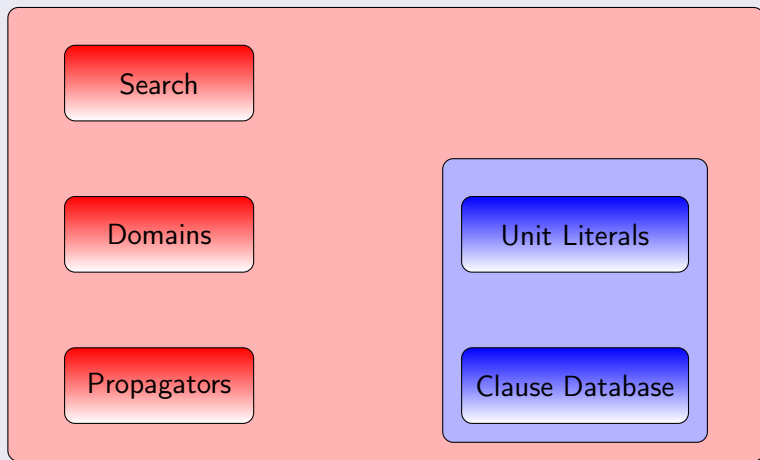 Search
Domains
Unit Literals
Propagators
Clause Database